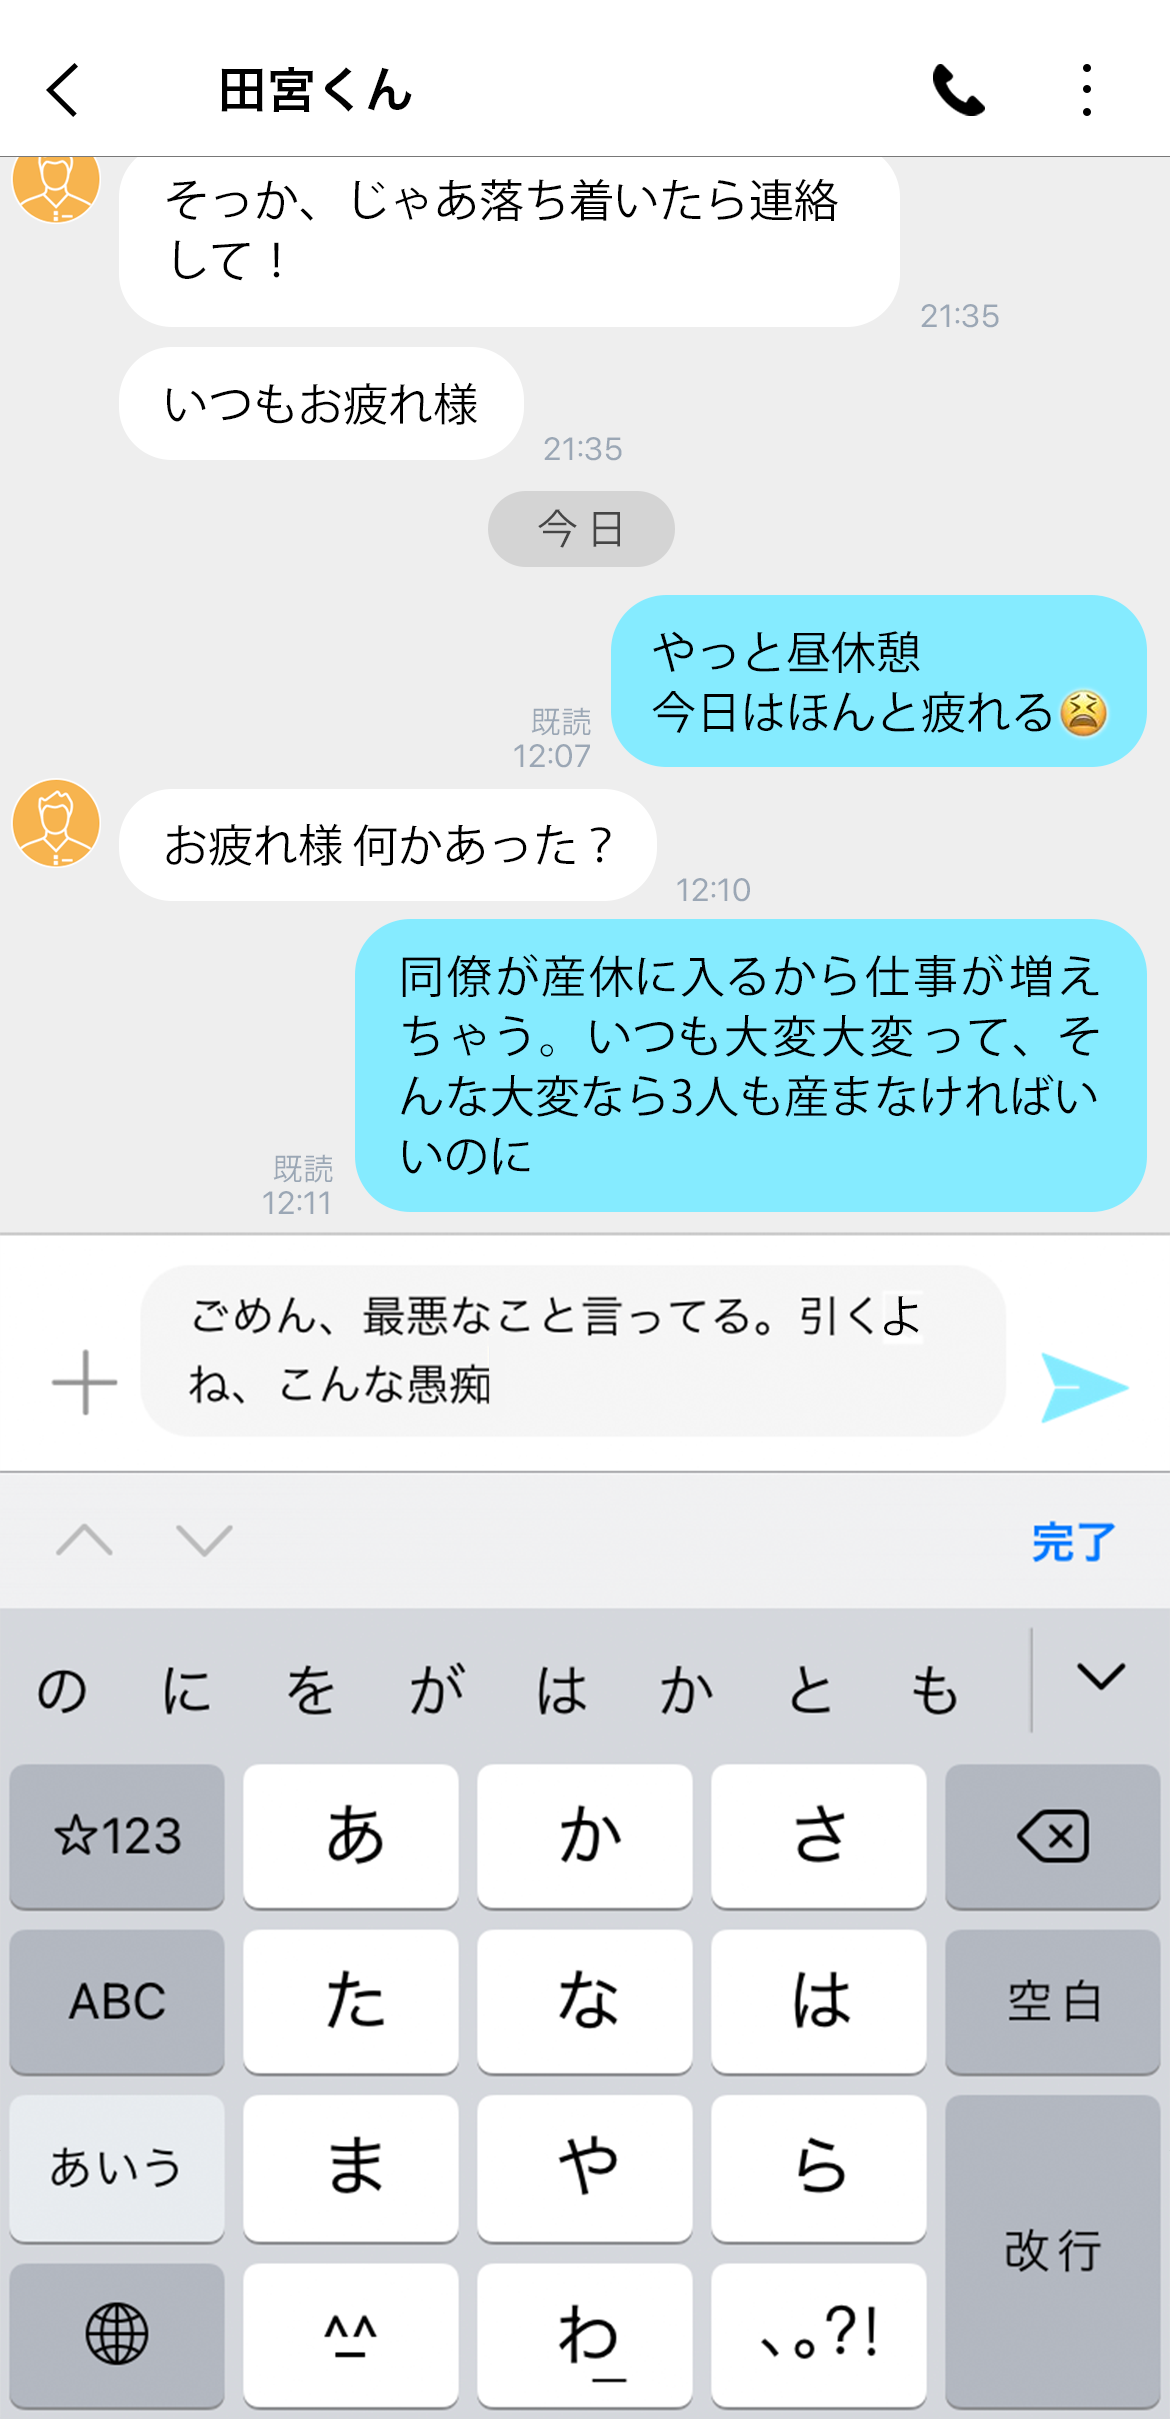 田宮くん
そっか、じゃあ落ち着いたら連絡
して！
21:35
いつもお疲れ様
21:35
今日
やっと昼休憩
今日はほんと疲れる😫
既読
12:07
お疲れ様 何かあった？
12:10
同僚が産休に入るから仕事が増え
ちゃう。いつも大変大変って、そ
んな大変なら3人も産まなければい
いのに
既読
12:11
ごめん、最悪なこと言ってる。引くよ
ね、こんな愚痴
完了
の に を が は か と も
☆123 あ か さ
ABC た な は 空白
あいう ま や ら
改行
^^ わ 、。?!